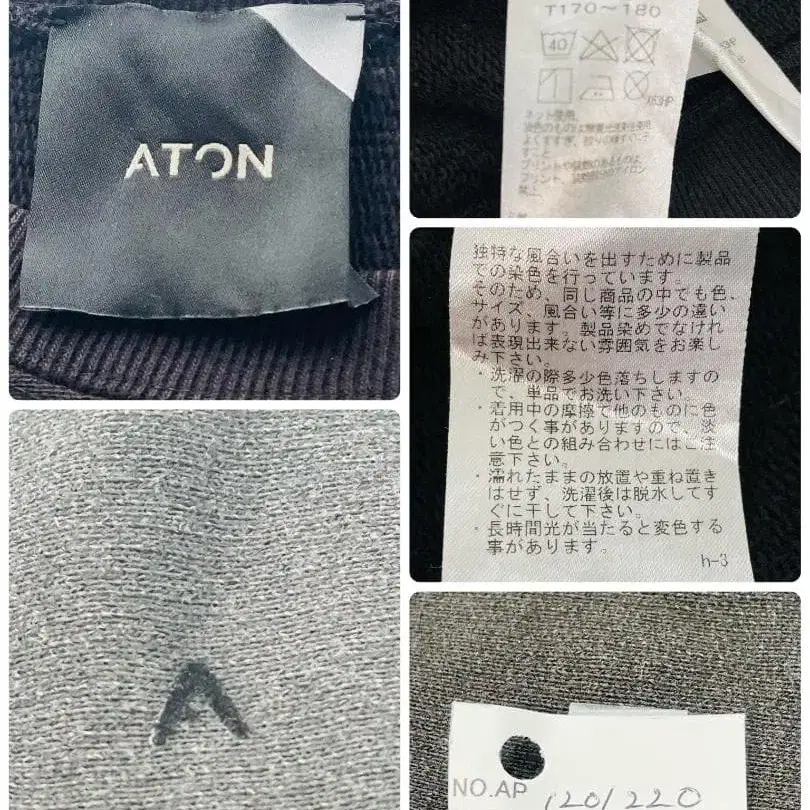 ATON
T170〜180
40
X63HP
ネット使用
独特な風合いを出すために製品
ての染色を行っています。
そのため、同じ商品の中でも色、
サイズ、風合い等に多少の違い
があります。製品染めでなけれ
ば表現出来ない雰囲気をお楽し
み下さい。
・洗濯の際多少色落ちしますの
で、単品でお洗い下さい。
・着用中の摩擦で他のものに色
がつく事がありますので、淡
い色との組み合わせにはご注
意下さい。
・濡れたままの放置や重ね置き
はせず、洗濯後は脱水してす
ぐに干して下さい。
・長時間光が当たると変色する
事があります。
h-3
A
NO.AP 1201220